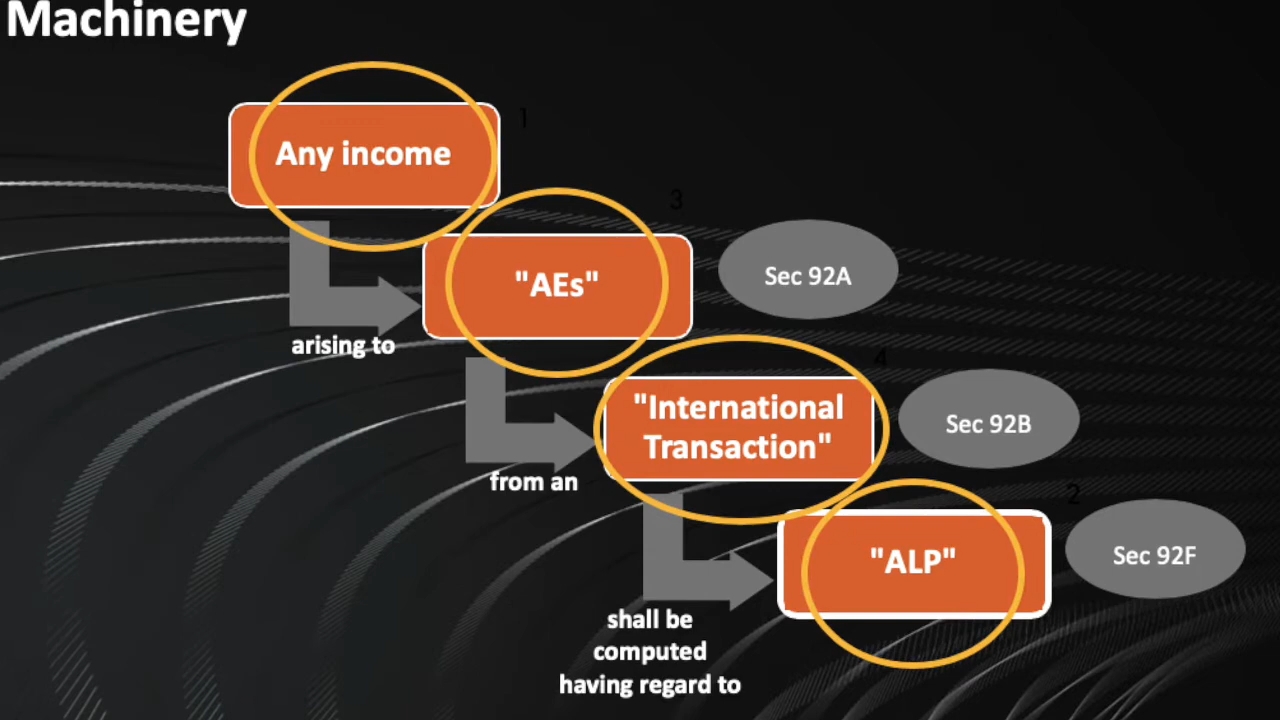 Machinery
1
Any income
3
"AEs"
Sec 92A
arising to
4
"International
Transaction"
Sec 92B
from an
2
"ALP"
Sec 92F
shall be
computed
having regard to